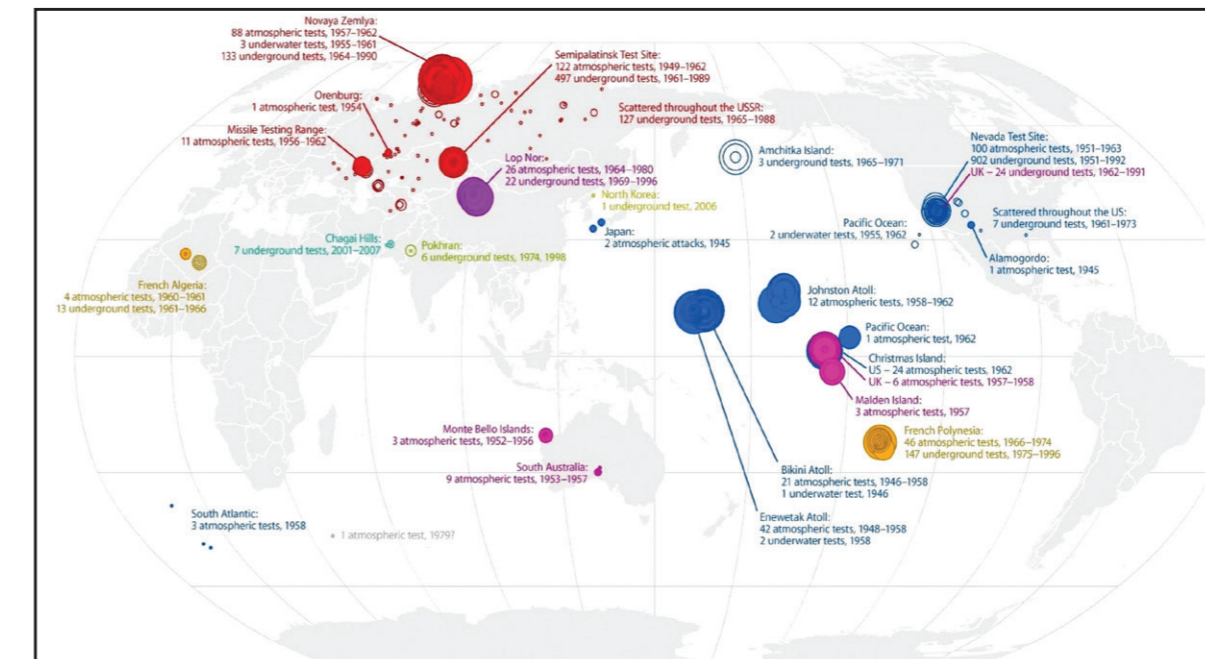 Novaya Zemlya:
88 atmospheric tests, 1957–1962
3 underwater tests, 1955–1961
133 underground tests, 1964–1990
Semipalatinsk Test Site:
122 atmospheric tests, 1949–1962
497 underground tests, 1961–1989
Orenburg:
1 atmospheric test, 1954
Missile Testing Range:
11 atmospheric tests, 1956–1962
Scattered throughout the USSR:
127 underground tests, 1965–1988
Lop Nor:
26 atmospheric tests, 1964–1980
22 underground tests, 1969–1996
Amchitka Island:
3 underground tests, 1965–1971
Nevada Test Site:
100 atmospheric tests, 1951–1963
902 underground tests, 1951–1992
UK – 24 underground tests, 1962–1991
North Korea:
1 underground test, 2006
Japan:
2 atmospheric attacks, 1945
Pacific Ocean:
2 underwater tests, 1955, 1962
Scattered throughout the US:
7 underground tests, 1961–1973
Alamogordo:
1 atmospheric test, 1945
Chagai Hills:
7 underground tests, 2001–2007
Pokhran:
6 underground tests, 1974, 1998
French Algeria:
4 atmospheric tests, 1960–1961
13 underground tests, 1961–1966
Johnston Atoll:
12 atmospheric tests, 1958–1962
Pacific Ocean:
1 atmospheric test, 1962
Christmas Island:
US – 24 atmospheric tests, 1962
UK – 6 atmospheric tests, 1957–1958
Malden Island:
3 atmospheric tests, 1957
Monte Bello Islands:
3 atmospheric tests, 1952–1956
French Polynesia:
46 atmospheric tests, 1966–1974
147 underground tests, 1975–1996
South Australia:
9 atmospheric tests, 1953–1957
Bikini Atoll:
21 atmospheric tests, 1946–1958
1 underwater test, 1946
South Atlantic:
3 atmospheric tests, 1958
1 atmospheric test, 1979?
Enewetak Atoll:
42 atmospheric tests, 1948–1958
2 underwater tests, 1958